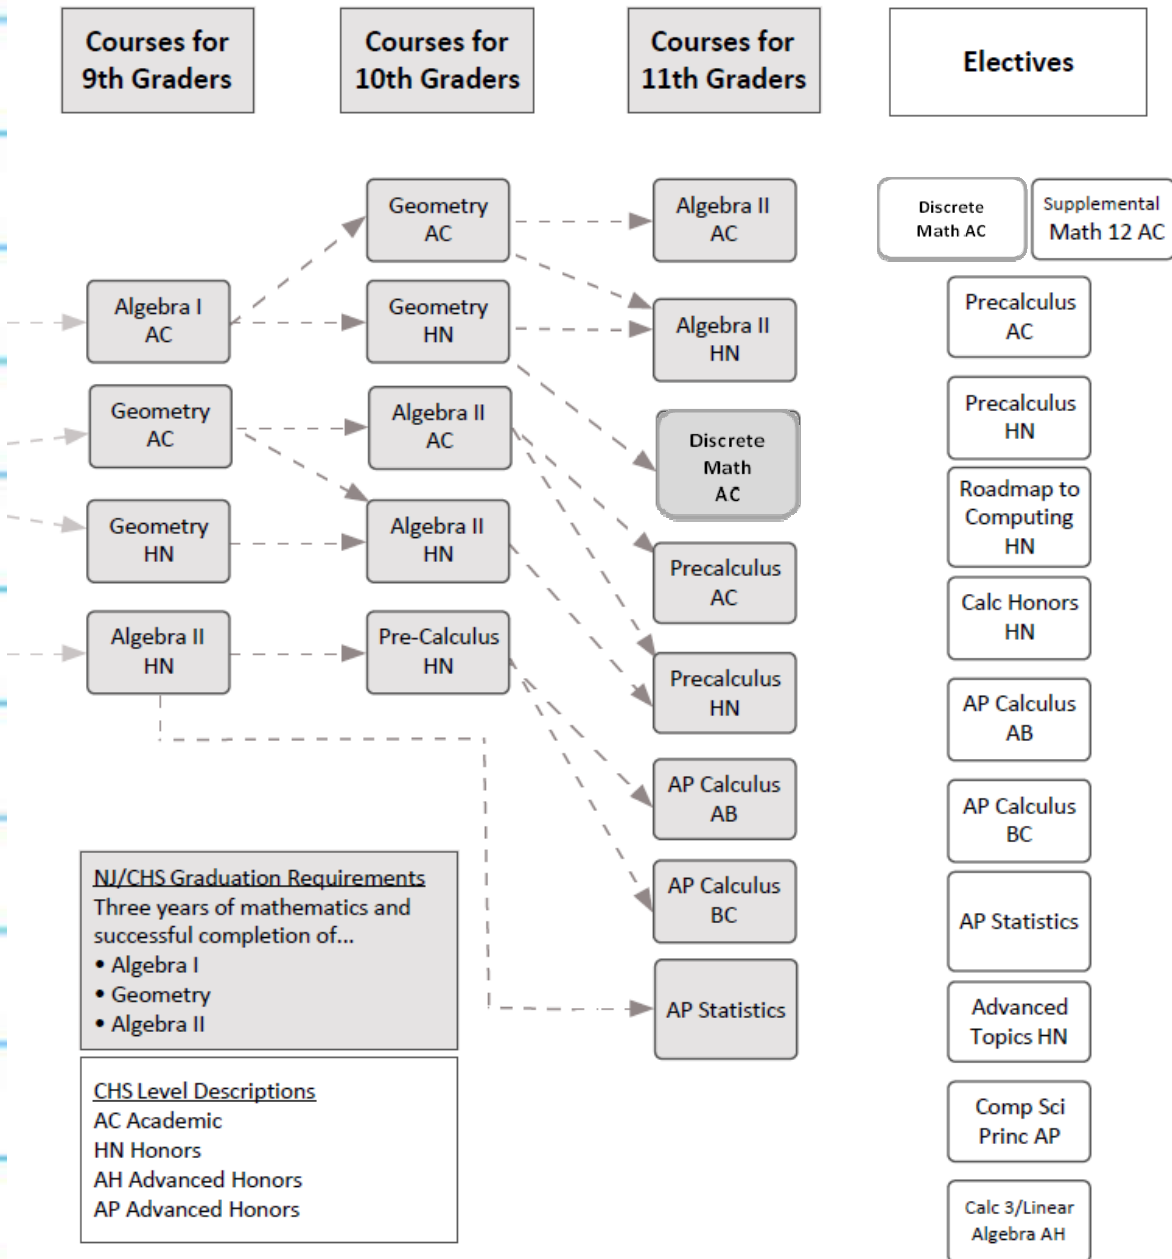 Courses for
9th Graders
Courses for
10th Graders
Courses for
11th Graders
Electives
Algebra I
AC
Geometry
AC
Geometry
HN
Algebra II
HN
Geometry
AC
Geometry
HN
Algebra II
AC
Algebra II
HN
Pre-Calculus
HN
Algebra II
AC
Algebra II
HN
Discrete
Math
AC
Precalculus
AC
Precalculus
HN
AP Calculus
AB
AP Calculus
BC
AP Statistics
Discrete
Math AC
Supplemental
Math 12 AC
Precalculus
AC
Precalculus
HN
Roadmap to
Computing
HN
Calc Honors
HN
AP Calculus
AB
AP Calculus
BC
AP Statistics
Advanced
Topics HN
Comp Sci
Princ AP
Calc 3/Linear
Algebra AH
NJ/CHS Graduation Requirements
Three years of mathematics and
successful completion of...
• Algebra I
• Geometry
• Algebra II
CHS Level Descriptions
AC Academic
HN Honors
AH Advanced Honors
AP Advanced Honors